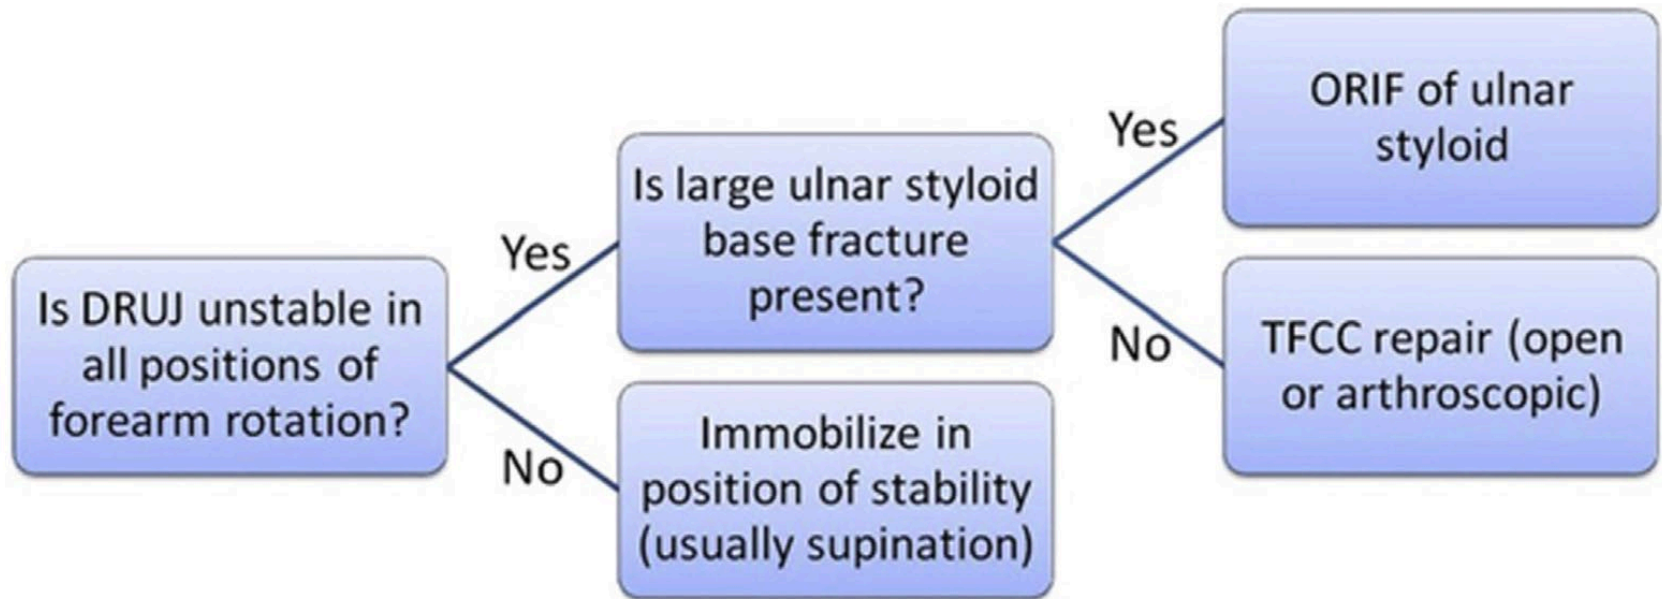 Is DRUJ unstable in
all positions of
forearm rotation?
Yes
No
Is large ulnar styloid
base fracture
present?
Immobilize in
position of stability
(usually supination)
Yes
No
ORIF of ulnar
styloid
TFCC repair (open
or arthroscopic)